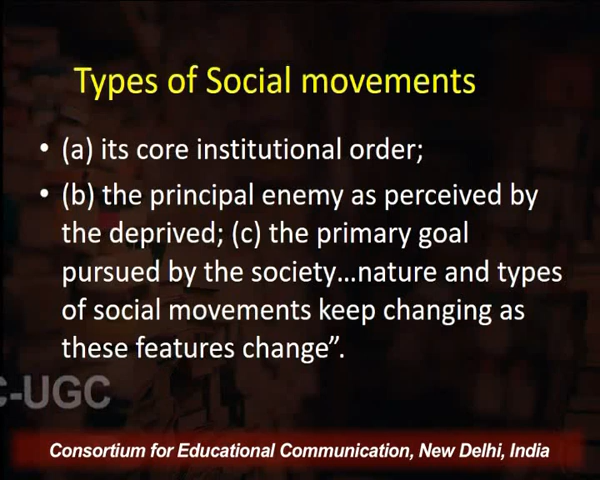 Types of Social movements
• (a) its core institutional order;
• (b) the principal enemy as perceived by
the deprived; (c) the primary goal
pursued by the society...nature and types
of social movements keep changing as
these features change”.
C-UGC
Consortium for Educational Communication, New Delhi, India